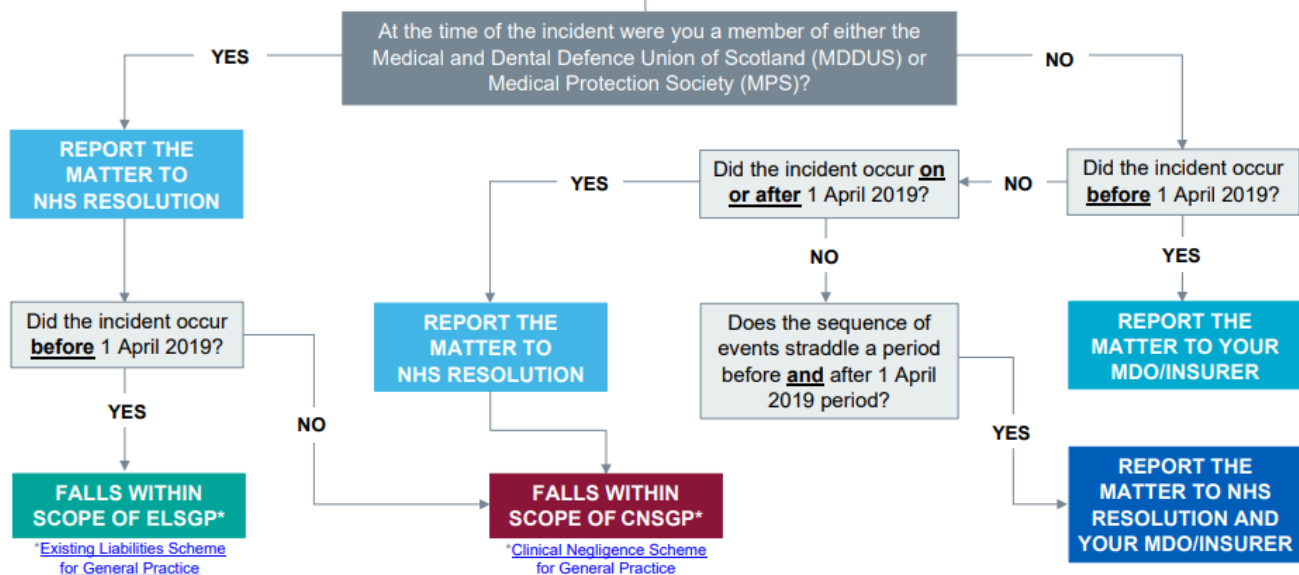 At the time of the incident were you a member of either the
Medical and Dental Defence Union of Scotland (MDDUS) or
Medical Protection Society (MPS)?
YES
NO
REPORT THE
MATTER TO
NHS RESOLUTION
YES
Did the incident occur on
or after 1 April 2019?
NO
Did the incident occur
before 1 April 2019?
NO
YES
Did the incident occur
before 1 April 2019?
REPORT THE
MATTER TO
NHS RESOLUTION
Does the sequence of
events straddle a period
before and after 1 April
2019 period?
REPORT THE
MATTER TO YOUR
MDO/INSURER
YES
NO
YES
FALLS WITHIN
SCOPE OF ELSGP*
*Existing Liabilities Scheme
for General Practice
FALLS WITHIN
SCOPE OF CNSGP*
*Clinical Negligence Scheme
for General Practice
REPORT THE
MATTER TO NHS
RESOLUTION AND
YOUR MDO/INSURER